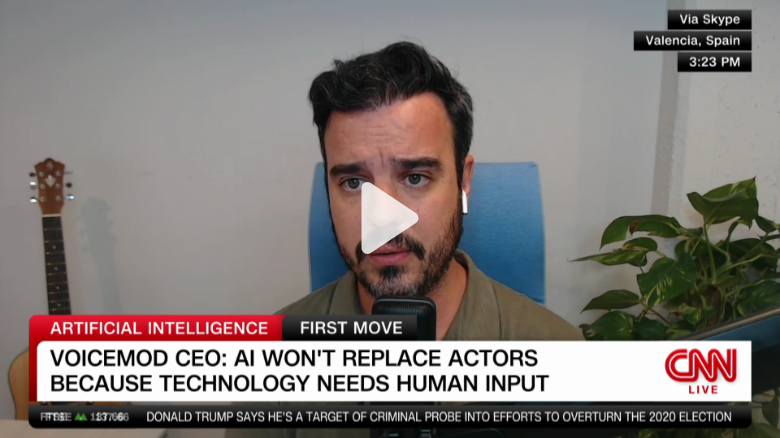 Via Skype
Valencia, Spain
3:23 PM
ARTIFICIAL INTELLIGENCE
FIRST MOVE
VOICEMOD CEO: AI WON'T REPLACE ACTORS
BECAUSE TECHNOLOGY NEEDS HUMAN INPUT
CNN
LIVE
FTSE
DONALD TRUMP SAYS HE'S A TARGET OF CRIMINAL PROBE INTO EFFORTS TO OVERTURN THE 2020 ELECTION